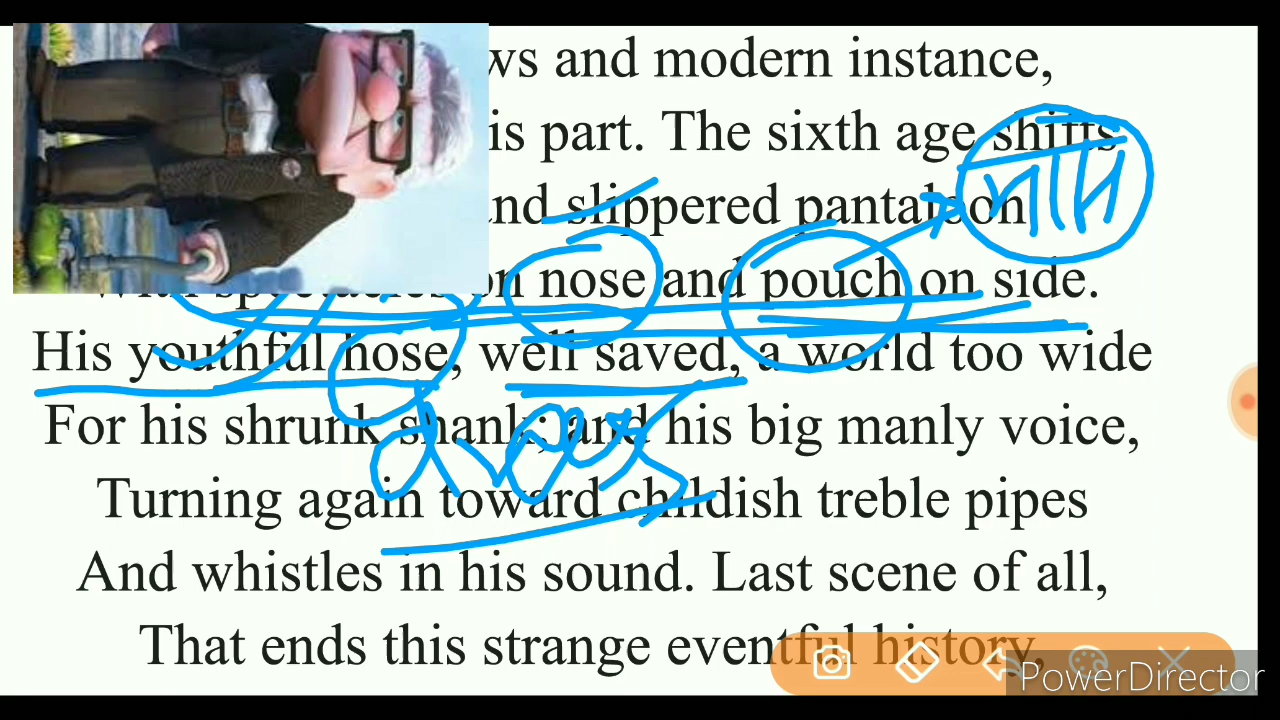 ws and modern instance,
is part. The sixth age shifts
nd slippered pantaloon
With spectacles on nose and pouch on side.
His youthful hose, well saved, a world too wide
For his shrunk shank; and his big manly voice,
Turning again toward childish treble pipes
And whistles in his sound. Last scene of all,
That ends this strange eventful history,
PowerDirector